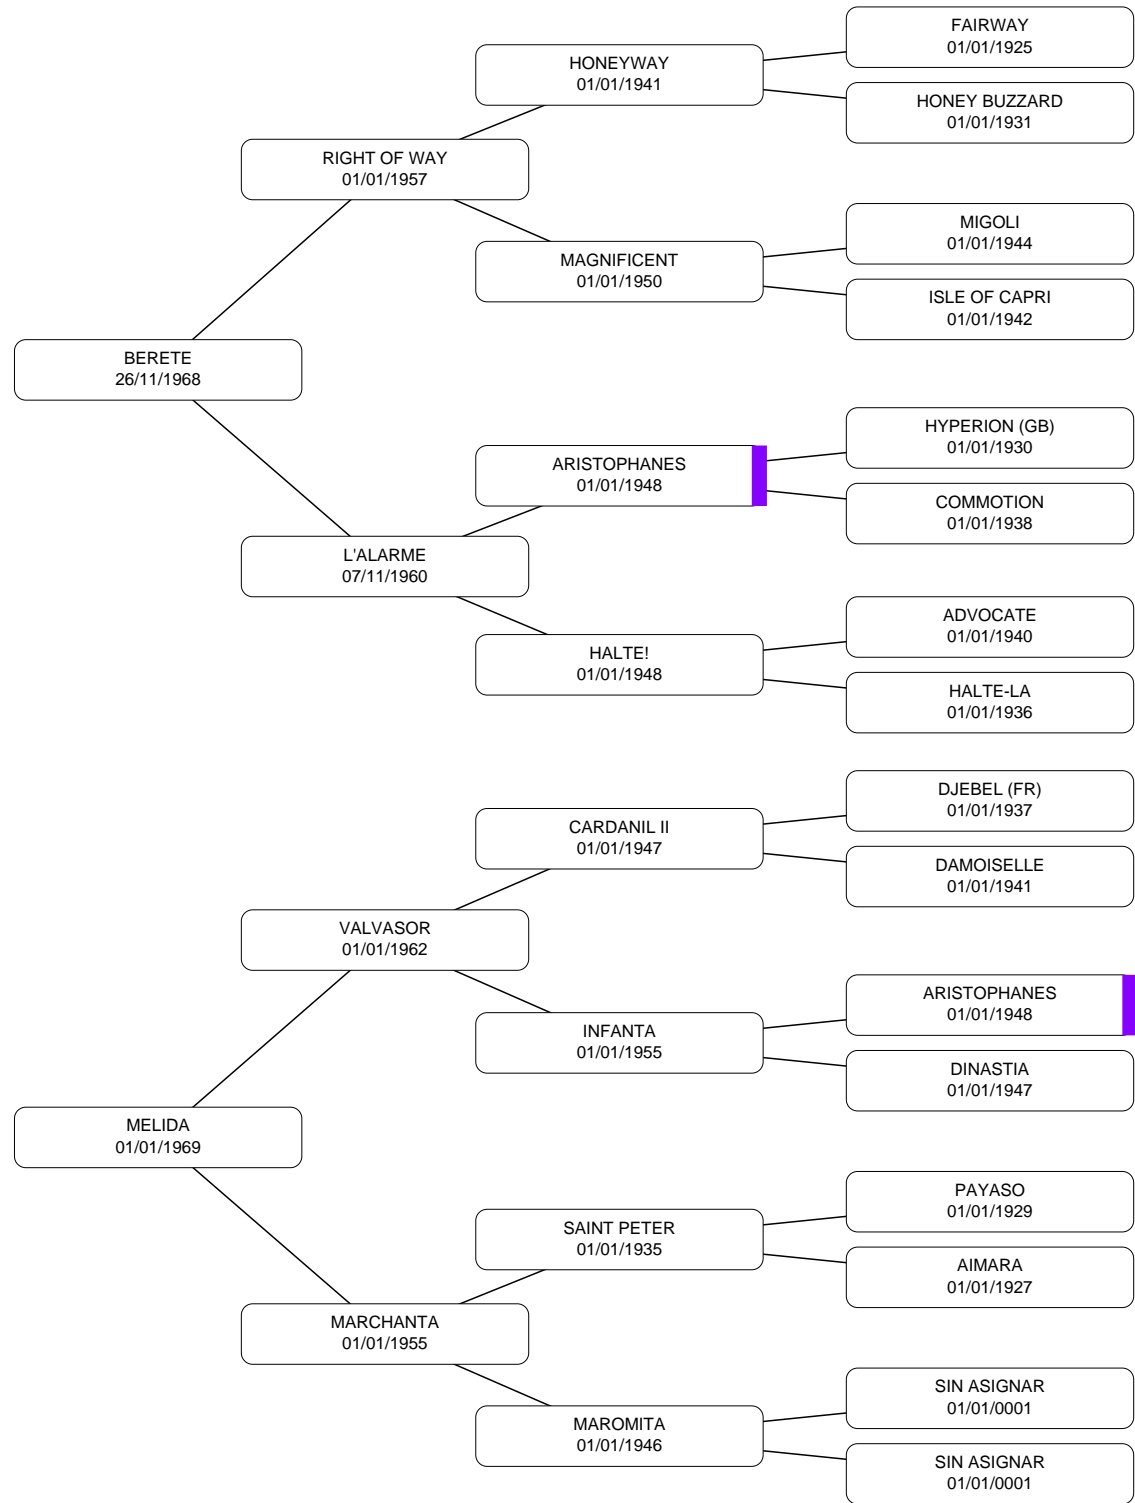 FAIRWAY
01/01/1925
HONEYWAY
01/01/1941
HONEY BUZZARD
01/01/1931
RIGHT OF WAY
01/01/1957
MIGOLI
01/01/1944
MAGNIFICENT
01/01/1950
ISLE OF CAPRI
01/01/1942
BERETE
26/11/1968
HYPERION (GB)
01/01/1930
ARISTOPHANES
01/01/1948
COMMOTION
01/01/1938
L'ALARME
07/11/1960
ADVOCATE
01/01/1940
HALTE!
01/01/1948
HALTE-LA
01/01/1936
DJEBEL (FR)
01/01/1937
CARDANIL II
01/01/1947
DAMOISELLE
01/01/1941
VALVASOR
01/01/1962
ARISTOPHANES
01/01/1948
INFANTA
01/01/1955
DINASTIA
01/01/1947
MELIDA
01/01/1969
PAYASO
01/01/1929
SAINT PETER
01/01/1935
AIMARA
01/01/1927
MARCHANTA
01/01/1955
SIN ASIGNAR
01/01/0001
MAROMITA
01/01/1946
SIN ASIGNAR
01/01/0001